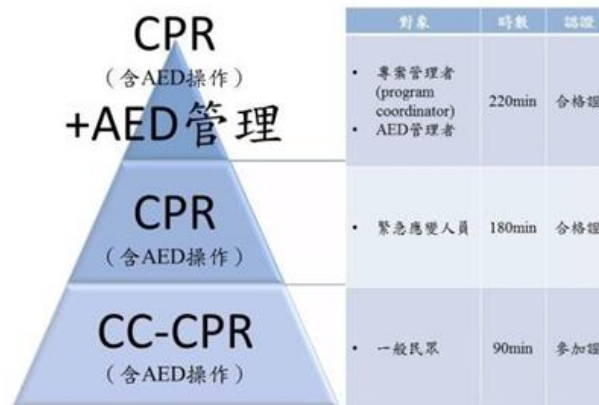 CPR
（含AED操作）
+AED管理
CPR
（含AED操作）
CC-CPR
（含AED操作）
對象 時數 認證
• 專案管理者
(program
coordinator)
• AED管理者
220min 合格證
• 緊急應變人員 180min 合格證
• 一般民眾 90min 參加證